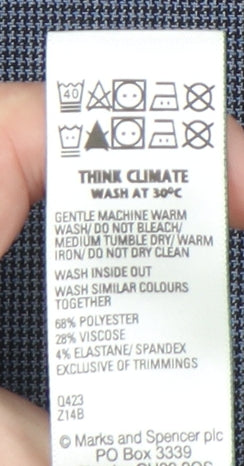 40
THINK CLIMATE
WASH AT 30ºC
GENTLE MACHINE WARM
WASH/ DO NOT BLEACH/
MEDIUM TUMBLE DRY/ WARM
IRON/ DO NOT DRY CLEAN
WASH INSIDE OUT
WASH SIMILAR COLOURS
TOGETHER
68% POLYESTER
28% VISCOSE
4% ELASTANE/ SPANDEX
EXCLUSIVE OF TRIMMINGS
Q423
Z14B
© Marks and Spencer plc
PO Box 3339